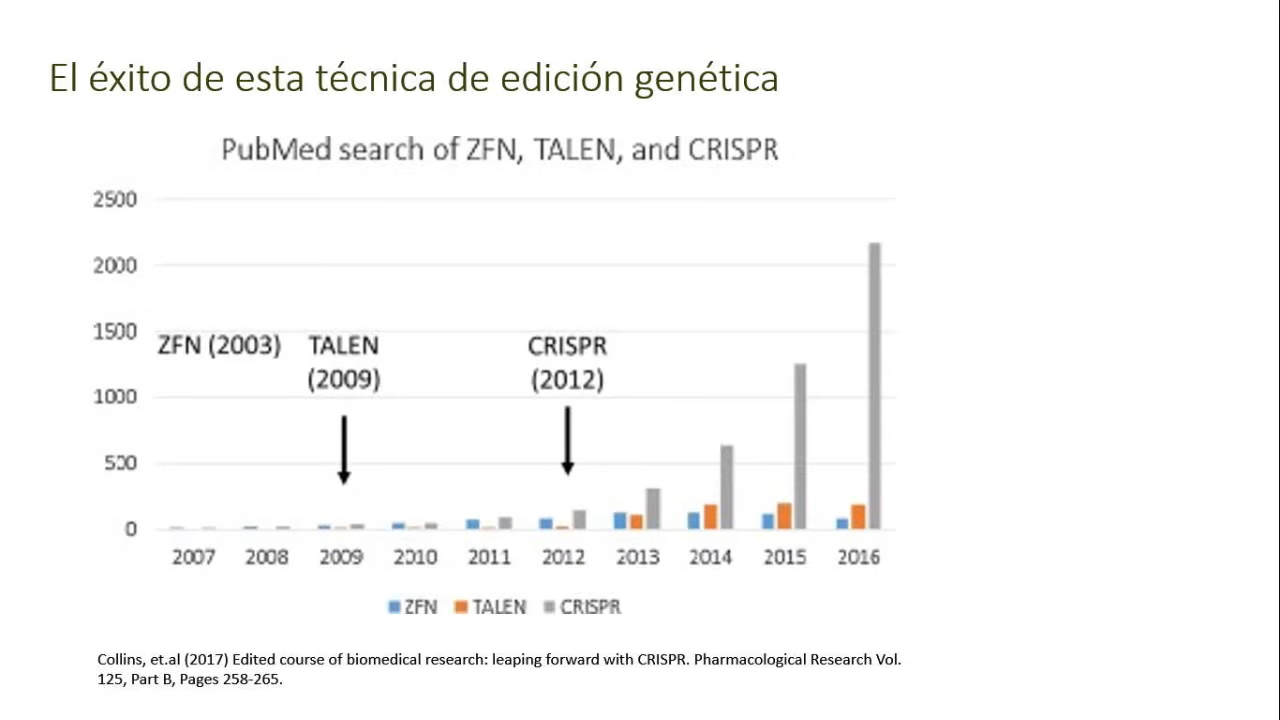 El éxito de esta técnica de edición genética
PubMed search of ZFN, TALEN, and CRISPR
2500
2000
1500
1000
500
0
ZFN (2003)
TALEN
(2009)
CRISPR
(2012)
2007 2008 2009 2010 2011 2012 2013 2014 2015 2016
ZFN TALEN CRISPR
Collins, et.al (2017) Edited course of biomedical research: leaping forward with CRISPR. Pharmacological Research Vol.
125, Part B, Pages 258-265.